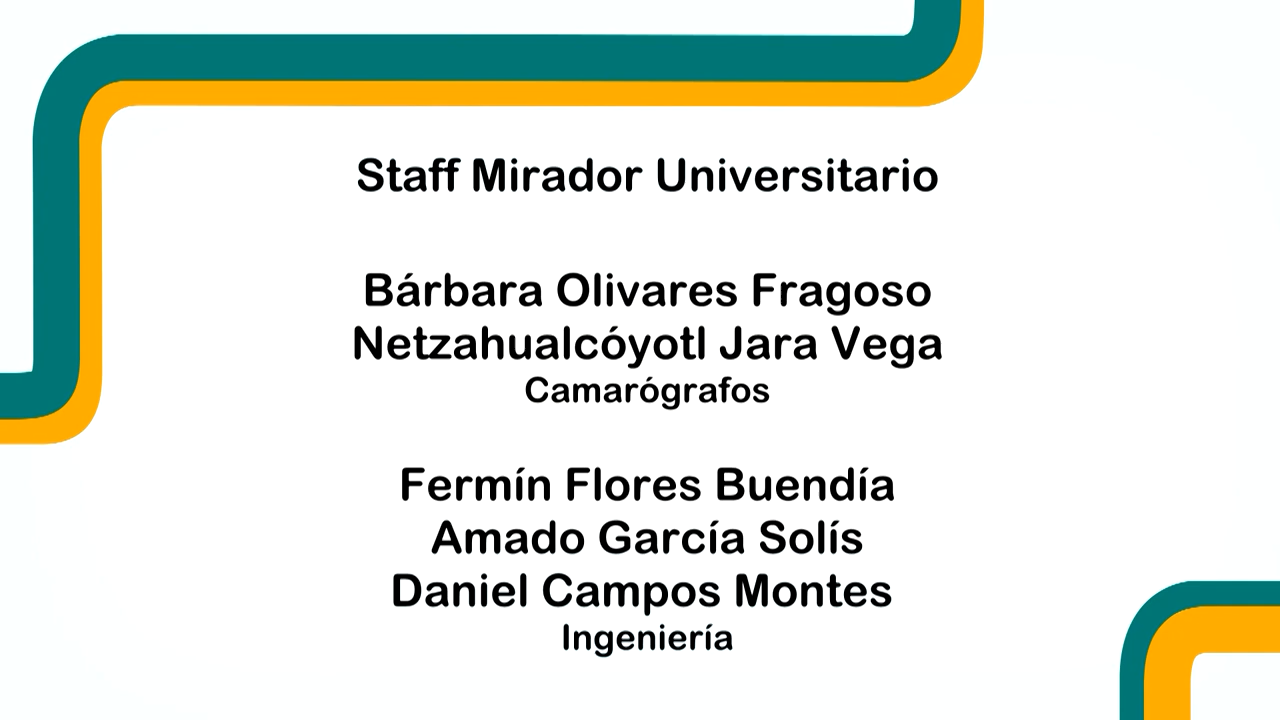 Staff Mirador Universitario
Bárbara Olivares Fragoso
Netzahualcóyotl Jara Vega
Camarógrafos
Fermín Flores Buendía
Amado García Solís
Daniel Campos Montes
Ingeniería